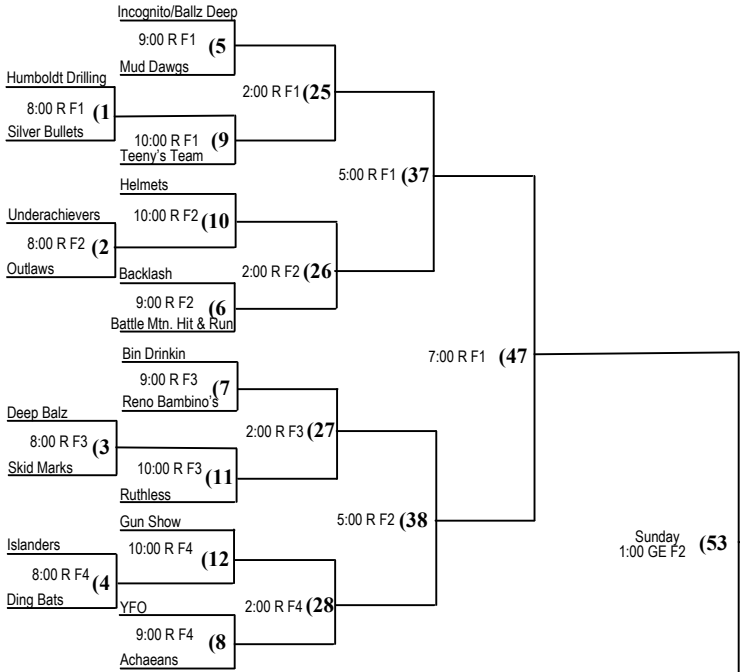 Incognito/Ballz Deep
9:00 R F1 (5
Mud Dawgs
Humboldt Drilling
8:00 R F1 (1
Silver Bullets
2:00 R F1 (25
10:00 R F1 (9
Teeny's Team
5:00 R F1 (37
Helmets
10:00 R F2 (10
Underachievers
8:00 R F2 (2
Outlaws
2:00 R F2 (26
Backlash
9:00 R F2 (6
Battle Mtn. Hit & Run
7:00 R F1 (47
Bin Drinkin
9:00 R F3 (7
Reno Bambino's
Deep Balz
8:00 R F3 (3
Skid Marks
2:00 R F3 (27
10:00 R F3 (11
Ruthless
5:00 R F2 (38
Gun Show
10:00 R F4 (12
Islanders
8:00 R F4 (4
Ding Bats
2:00 R F4 (28
YFO
9:00 R F4 (8
Achaeans
Sunday
1:00 GE F2 (53